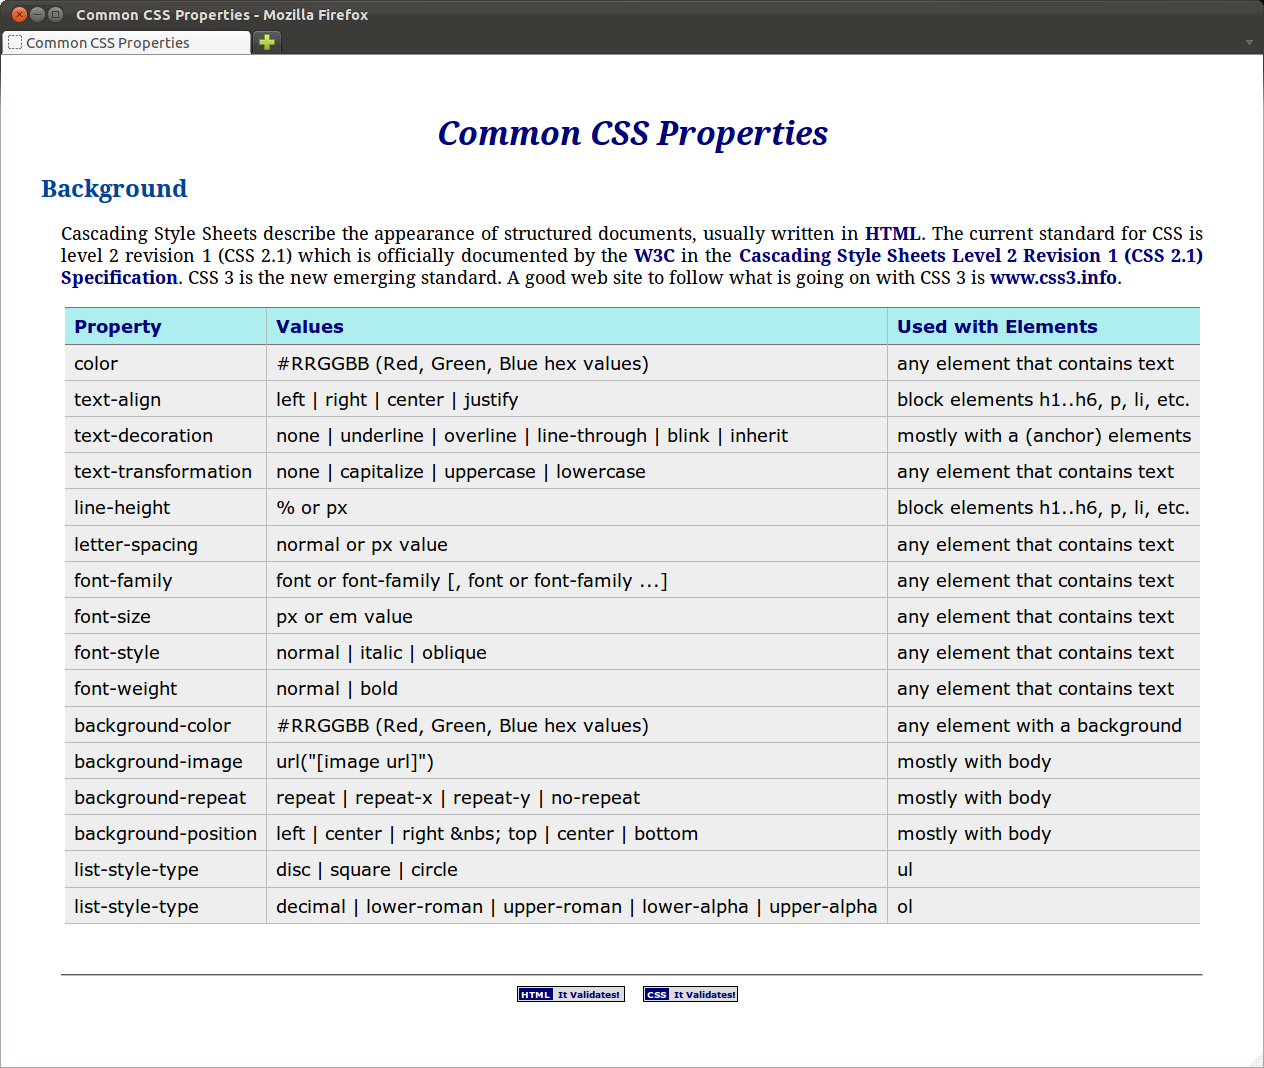 Common CSS Properties - Mozilla Firefox
Common CSS Properties
Common CSS Properties
Background
Cascading Style Sheets describe the appearance of structured documents, usually written in HTML. The current standard for CSS is
level 2 revision 1 (CSS 2.1) which is officially documented by the W3C in the Cascading Style Sheets Level 2 Revision 1 (CSS 2.1)
Specification. CSS 3 is the new emerging standard. A good web site to follow what is going on with CSS 3 is www.css3.info.
Property Values Used with Elements
color #RRGGBB (Red, Green, Blue hex values) any element that contains text
text-align left | right | center | justify block elements h1..h6, p, li, etc.
text-decoration none | underline | overline | line-through | blink | inherit mostly with a (anchor) elements
text-transformation none | capitalize | uppercase | lowercase any element that contains text
line-height % or px block elements h1..h6, p, li, etc.
letter-spacing normal or px value any element that contains text
font-family font or font-family [, font or font-family ...] any element that contains text
font-size px or em value any element that contains text
font-style normal | italic | oblique any element that contains text
font-weight normal | bold any element that contains text
background-color #RRGGBB (Red, Green, Blue hex values) any element with a background
background-image url("[image url]") mostly with body
background-repeat repeat | repeat-x | repeat-y | no-repeat mostly with body
background-position left | center | right &nbs; top | center | bottom mostly with body
list-style-type disc | square | circle ul
list-style-type decimal | lower-roman | upper-roman | lower-alpha | upper-alpha ol
HTML It Validates! CSS It Validates!